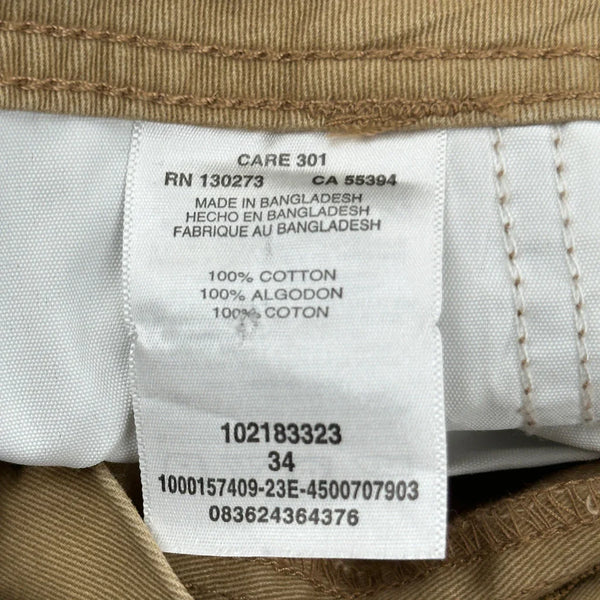 CARE 301
RN 130273 CA 55394
MADE IN BANGLADESH
HECHO EN BANGLADESH
FABRIQUE AU BANGLADESH
100% COTTON
100% ALGODON
100% COTON
102183323
34
1000157409-23E-4500707903
083624364376